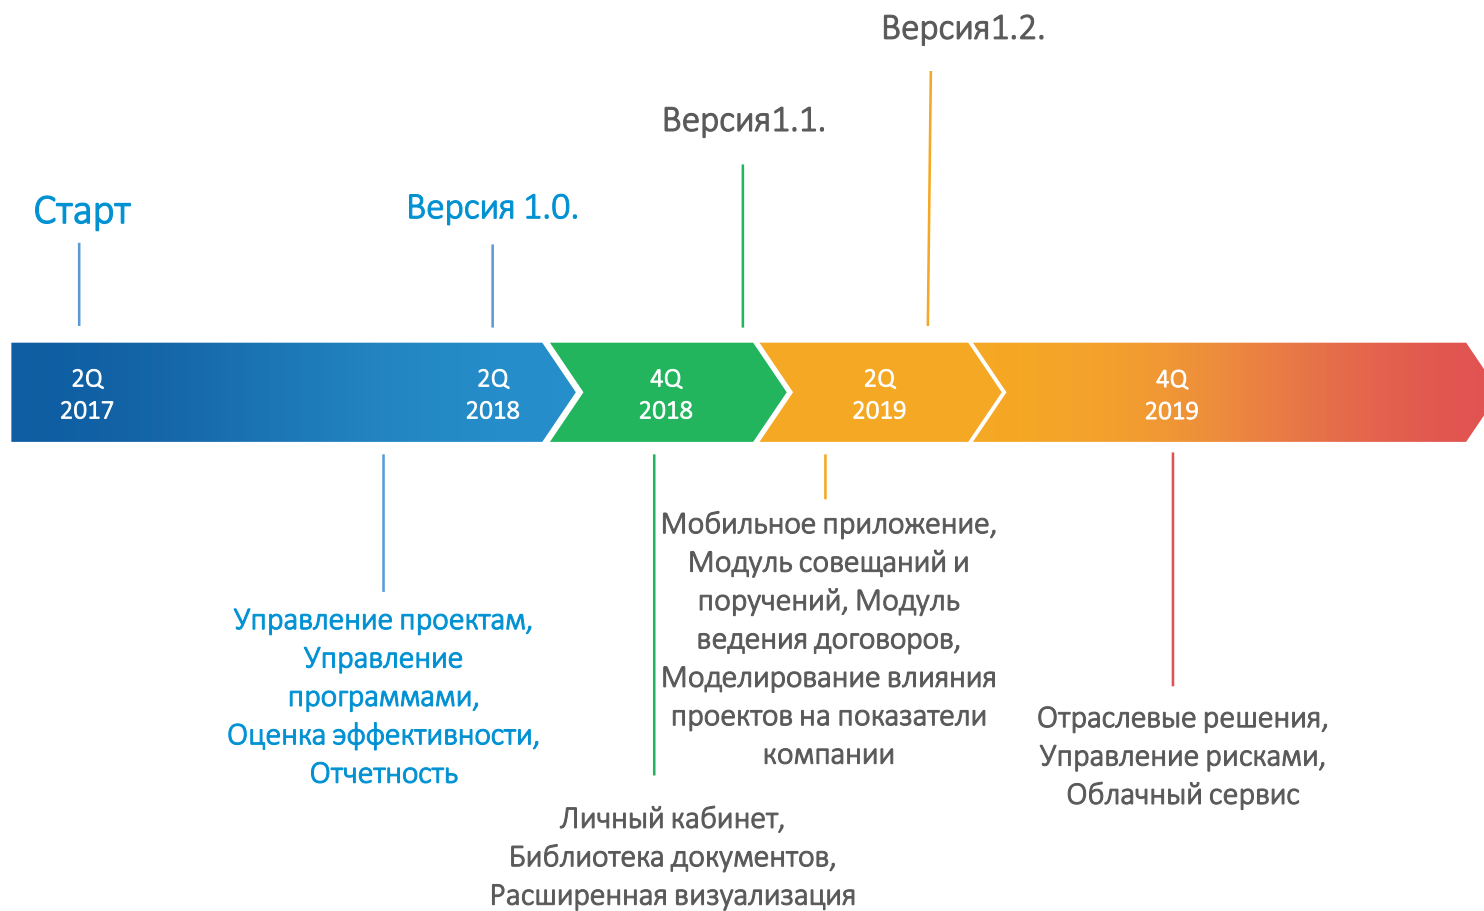 Версия1.2.
Версия1.1.
Старт
Версия 1.0.
2Q
2017
2Q
2018
4Q
2018
2Q
2019
4Q
2019
Управление проектам,
Управление
программами,
Оценка эффективности,
Отчетность
Личный кабинет,
Библиотека документов,
Расширенная визуализация
Мобильное приложение,
Модуль совещаний и
поручений, Модуль
ведения договоров,
Моделирование влияния
проектов на показатели
компании
Отраслевые решения,
Управление рисками,
Облачный сервис